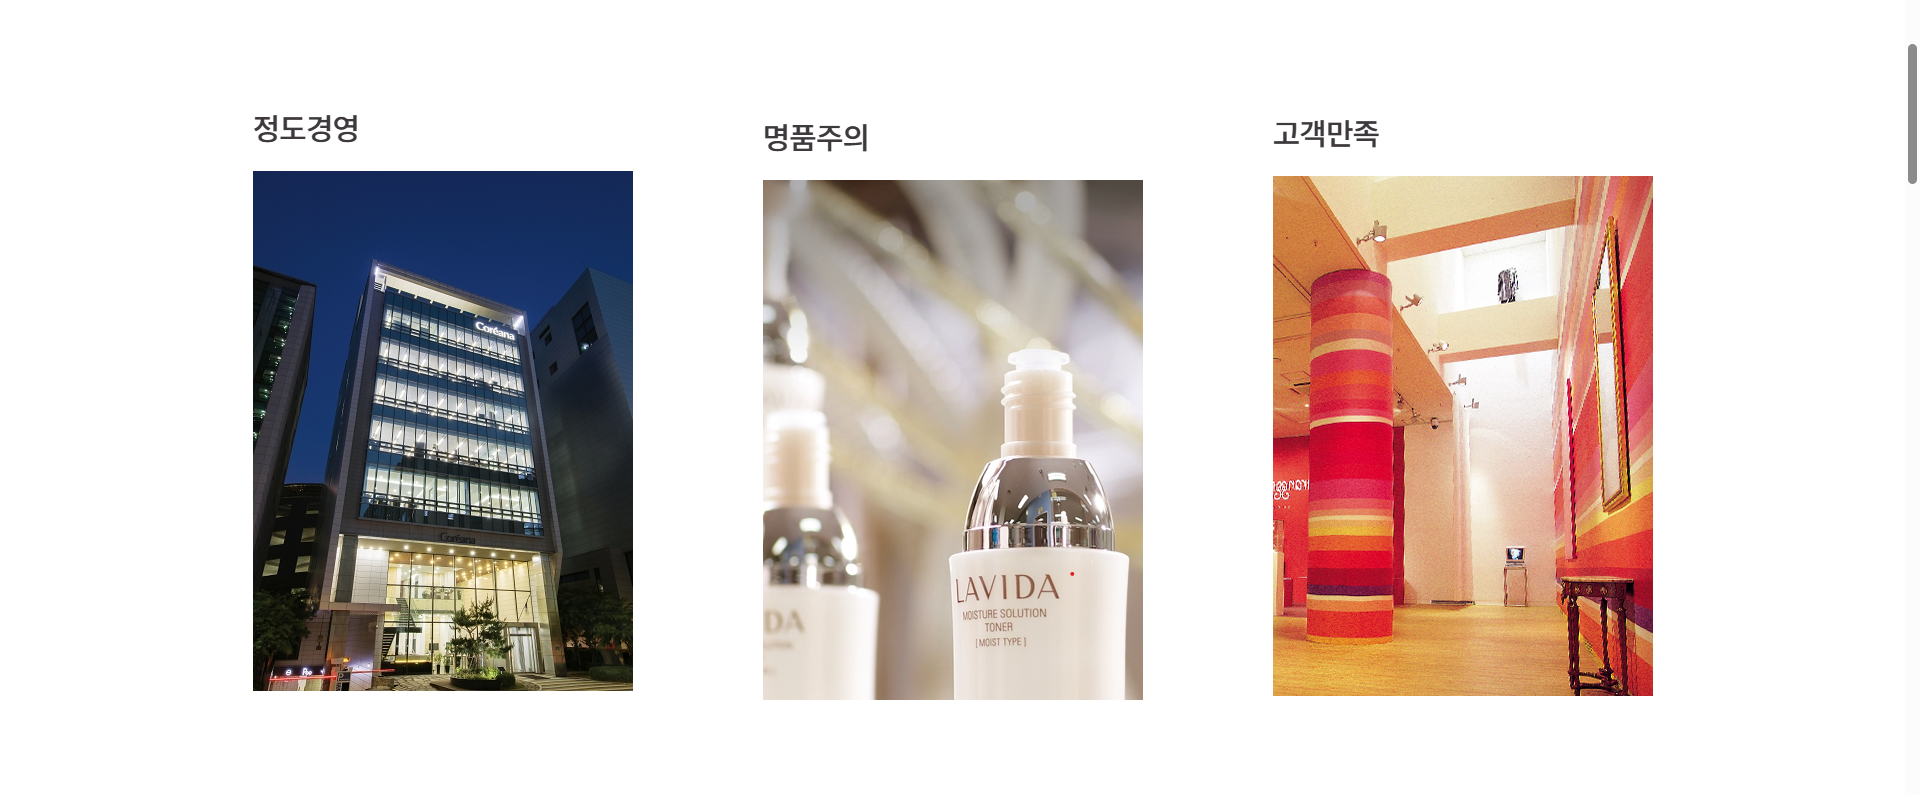 정도경영
명품주의
고객만족
Coréana
Coréana
LAVIDA
MOISTURE SOLUTION
TONER
[ MOIST TYPE ]
DA